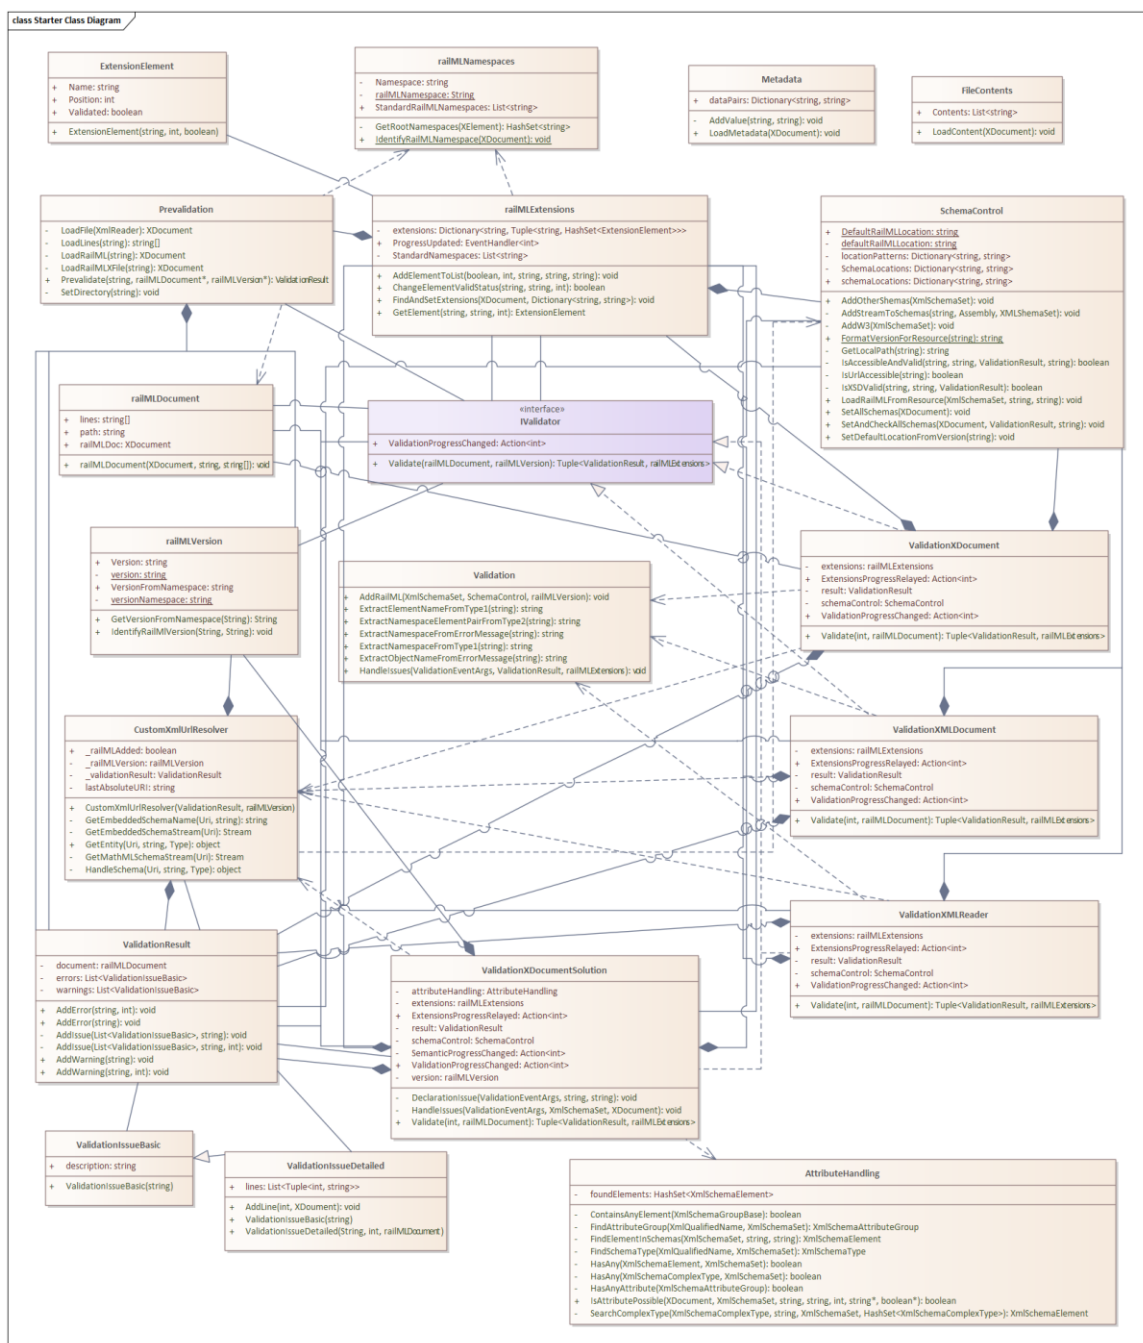 class Starter Class Diagram
ExtensionElement
+ Name: string
+ Position: int
+ Validated: boolean
+ ExtensionElement(string, int, boolean)
railMLNamespaces
- Namespace: string
- railMLNamespace: String
+ StandardRailMLNamespaces: List<string>
- GetRootNamespaces(XElement): HashSet<string>
+ IdentifyRailMLNamespace(XDocument): void
Metadata
+ dataPairs: Dictionary<string, string>
- AddValue(string, string): void
+ LoadMetadata(XDocument): void
FileContents
+ Contents: List<string>
+ LoadContent(XDocument): void
Prevalidation
- LoadFile(XmlReader): XDocument
- LoadLines(string): string[]
- LoadRailML(string): XDocument
- LoadRailMLXFile(string): XDocument
+ Prevalidate(string, railMLDocument*, railMLVersion*): ValidationResult
- SetDirectory(string): void
railMLExtensions
- extensions: Dictionary<string, Tuple<string, HashSet<ExtensionElement>>>
+ ProgressUpdated: EventHandler<int>
- StandardNamespaces: List<string>
+ AddElementToList(boolean, int, string, string, string): void
+ ChangeElementValidStatus(string, string, int): boolean
+ FindAndSetExtensions(XDocument, Dictionary<string, string>): void
+ GetElement(string, string, int): ExtensionElement
SchemaControl
+ DefaultRailMLLocation: string
- defaultRailMLLocation: string
- locationPatterns: Dictionary<string, string>
+ SchemaLocations: Dictionary<string, string>
+ schemaLocations: Dictionary<string, string>
+ AddOtherShemas(XmlSchemaSet): void
- AddStreamToSchemas(string, Assembly, XMLShemaSet): void
- AddW3(XmlSchemaSet): void
+ FormatVersionForResource(string): string
- GetLocalPath(string): string
- IsAccessibleAndValid(string, string, ValidationResult, string): boolean
- IsUrlAccessible(string): boolean
- IsXSDValid(string, string, ValidationResult): boolean
+ LoadRailMLFromResource(XmlSchemaSet, string, string): void
+ SetAllSchemas(XDocument): void
+ SetAndCheckAllSchemas(XDocument, ValidationResult, string): void
+ SetDefaultLocationFromVersion(string): void
railMLDocument
+ lines: string[]
+ path: string
+ railMLDoc: XDocument
+ railMLDocument(XDocument, string, string[]): void
«interface»
IValidator
+ ValidationProgressChanged: Action<int>
+ Validate(railMLDocument, railMLVersion): Tuple<ValidationResult, railMLExtensions>
railMLVersion
+ Version: string
- version: string
+ VersionFromNamespace: string
- versionNamespace: string
+ GetVersionFromNamespace(String): String
+ IdentifyRailMlVersion(String, String): void
Validation
+ AddRailML(XmlSchemaSet, SchemaControl, railMLVersion): void
+ ExtractElementNameFromType1(string): string
+ ExtractNamespaceElementPairFromType2(string): string
+ ExtractNamespaceFromErrorMessage(string): string
+ ExtractNamespaceFromType1(string): string
+ ExtractObjectNameFromErrorMessage(string): string
+ HandleIssues(ValidationEventArgs, ValidationResult, railMLExtensions): void
ValidationXDocument
- extensions: railMLExtensions
+ ExtensionsProgressRelayed: Action<int>
- result: ValidationResult
- schemaControl: SchemaControl
+ ValidationProgressChanged: Action<int>
+ Validate(int, railMLDocument): Tuple<ValidationResult, railMLExtensions>
CustomXmlUrlResolver
+ _railMLAdded: boolean
- _railMLVersion: railMLVersion
- _validationResult: ValidationResult
- lastAbsoluteURI: string
+ CustomXmlUrlResolver(ValidationResult, railMLVersion)
- GetEmbeddedSchemaName(Uri, string): string
- GetEmbeddedSchemaStream(Uri): Stream
+ GetEntity(Uri, string, Type): object
- GetMathMLSchemaStream(Uri): Stream
- HandleSchema(Uri, string, Type): object
ValidationXMLDocument
- extensions: railMLExtensions
+ ExtensionsProgressRelayed: Action<int>
- result: ValidationResult
- schemaControl: SchemaControl
+ ValidationProgressChanged: Action<int>
+ Validate(int, railMLDocument): Tuple<ValidationResult, railMLExtensions>
ValidationXMLReader
- extensions: railMLExtensions
+ ExtensionsProgressRelayed: Action<int>
- result: ValidationResult
- schemaControl: SchemaControl
+ ValidationProgressChanged: Action<int>
+ Validate(int, railMLDocument): Tuple<ValidationResult, railMLExtensions>
ValidationResult
- document: railMLDocument
- errors: List<ValidationIssueBasic>
- warnings: List<ValidationIssueBasic>
+ AddError(string, int): void
+ AddError(string): void
- AddIssue(List<ValidationIssueBasic>, string): void
- AddIssue(List<ValidationIssueBasic>, string, int): void
+ AddWarning(string): void
+ AddWarning(string, int): void
ValidationXDocumentSolution
- attributeHandling: AttributeHandling
- extensions: railMLExtensions
+ ExtensionsProgressRelayed: Action<int>
- result: ValidationResult
- schemaControl: SchemaControl
- SemanticProgressChanged: Action<int>
+ ValidationProgressChanged: Action<int>
- version: railMLVersion
- DeclarationIssue(ValidationEventArgs, string, string): void
- HandleIssues(ValidationEventArgs, XmlSchemaSet, XDocument): void
+ Validate(int, railMLDocument): Tuple<ValidationResult, railMLExtensions>
ValidationIssueBasic
+ description: string
+ ValidationIssueBasic(string)
ValidationIssueDetailed
+ lines: List<Tuple<int, string>>
+ AddLine(int, XDoument): void
+ ValidationIssueBasic(string)
+ ValidationIssueDetailed(String, int, railMLDocument)
AttributeHandling
- foundElements: HashSet<XmlSchemaElement>
- ContainsAnyElement(XmlSchemaGroupBase): boolean
- FindAttributeGroup(XmlQualifiedName, XmlSchemaSet): XmlSchemaAttributeGroup
- FindElementInSchemas(XmlSchemaSet, string, string): XmlSchemaElement
- FindSchemaType(XmlQualifiedName, XmlSchemaSet): XmlSchemaType
- HasAny(XmlSchemaElement, XmlSchemaSet): boolean
- HasAny(XmlSchemaComplexType, XmlSchemaSet): boolean
- HasAnyAttribute(XmlSchemaAttributeGroup): boolean
+ IsAttributePossible(XDocument, XmlSchemaSet, string, string, int, string*, boolean*): boolean
- SearchComplexType(XmlSchemaComplexType, string, XmlSchemaSet, HashSet<XmlSchemaComplexType>): XmlSchemaElement